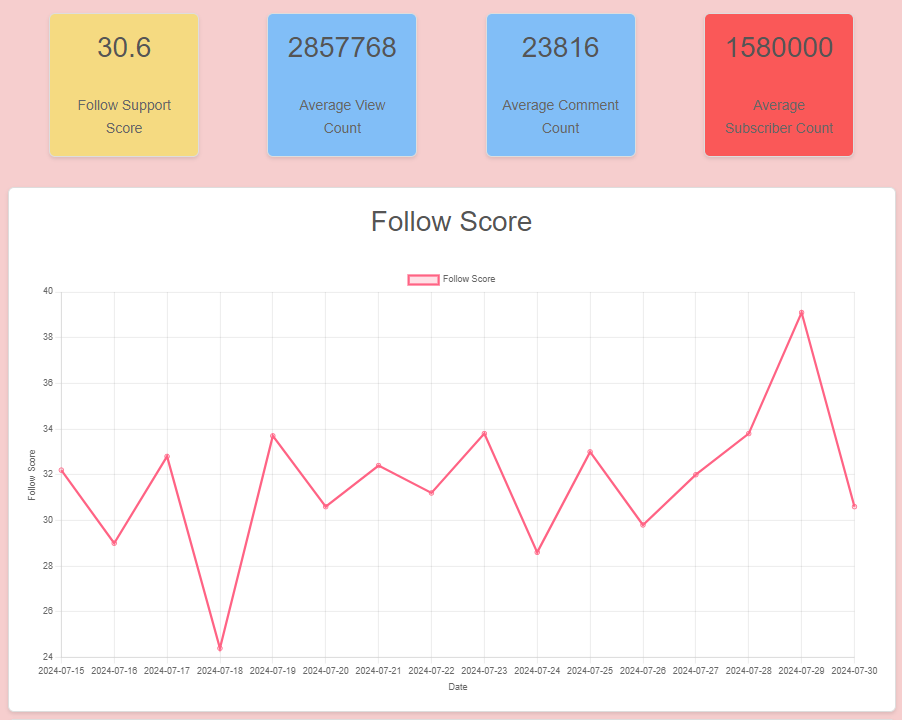 30.6
Follow Support
Score
2857768
Average View
Count
23816
Average Comment
Count
1580000
Average
Subscriber Count
Follow Score
Follow Score
40
38
36
34
32
30
28
26
24
Follow Score
2024-07-15 2024-07-16 2024-07-17 2024-07-18 2024-07-19 2024-07-20 2024-07-21 2024-07-22 2024-07-23 2024-07-24 2024-07-25 2024-07-26 2024-07-27 2024-07-28 2024-07-29 2024-07-30
Date